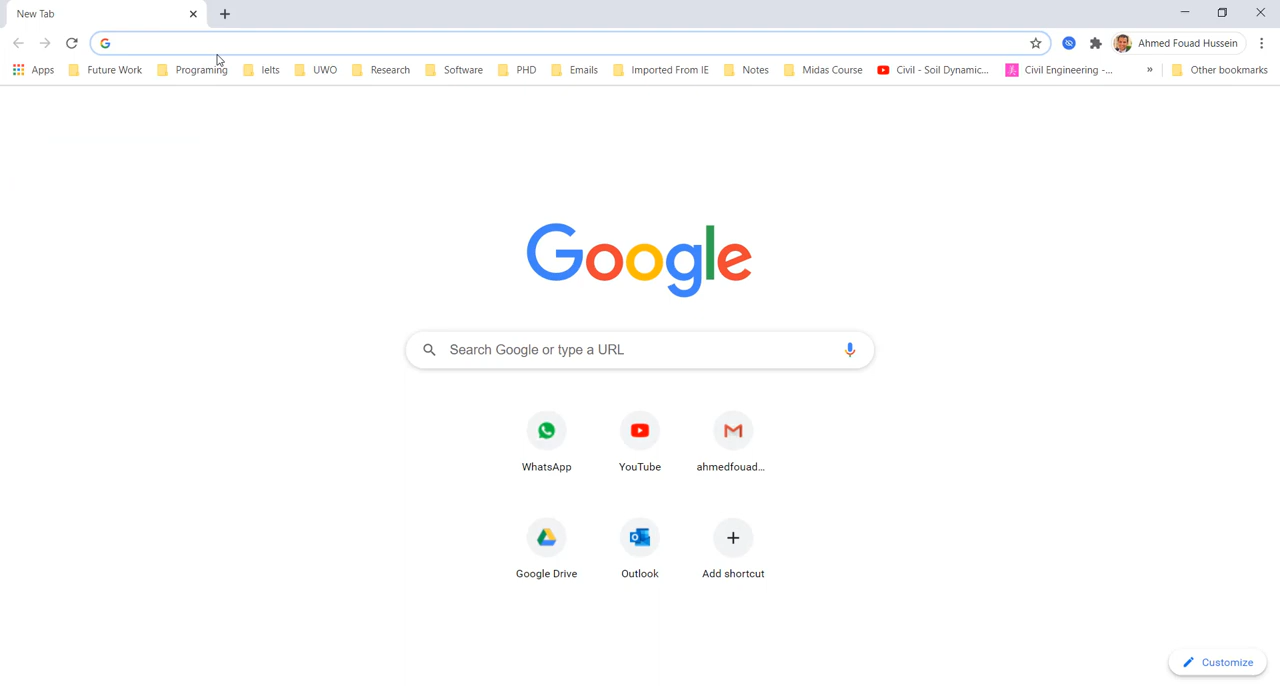 New Tab
Ahmed Fouad Hussein
Apps Future Work Programing Ielts UWO Research Software PHD Emails Imported From IE Notes Midas Course Civil - Soil Dynamic... Civil Engineering -... » Other bookmarks
Google
Search Google or type a URL
WhatsApp YouTube ahmedfouad...
Google Drive Outlook Add shortcut
Customize